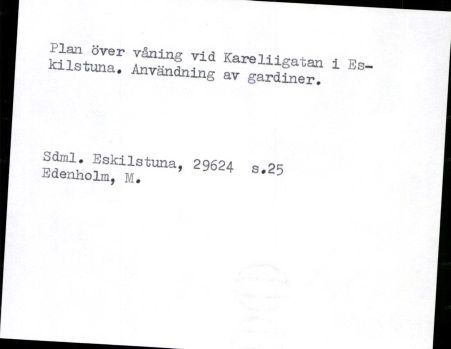 Plan över våning vid Kareliigatan i Es-
kilstuna. Användning av gardiner.
Sdml. Eskilstuna, 29624 s.25
Edenholm, M.